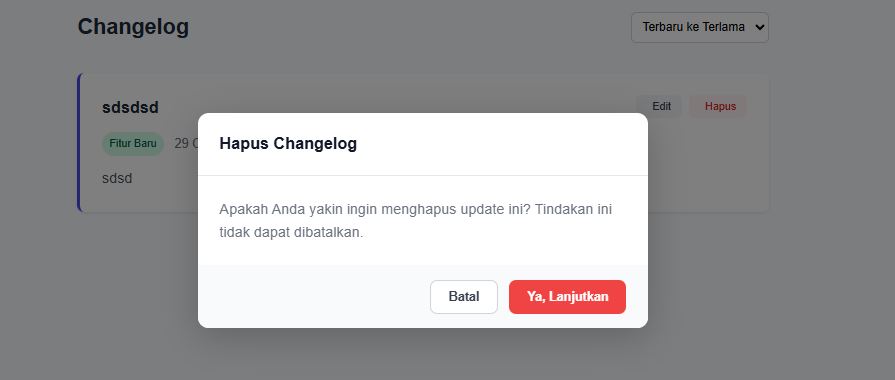 Changelog
Terbaru ke Terlama
sdsdsd
Edit
Hapus
Fitur Baru
29
sdsd
Hapus Changelog
Apakah Anda yakin ingin menghapus update ini? Tindakan ini
tidak dapat dibatalkan.
Batal
Ya, Lanjutkan